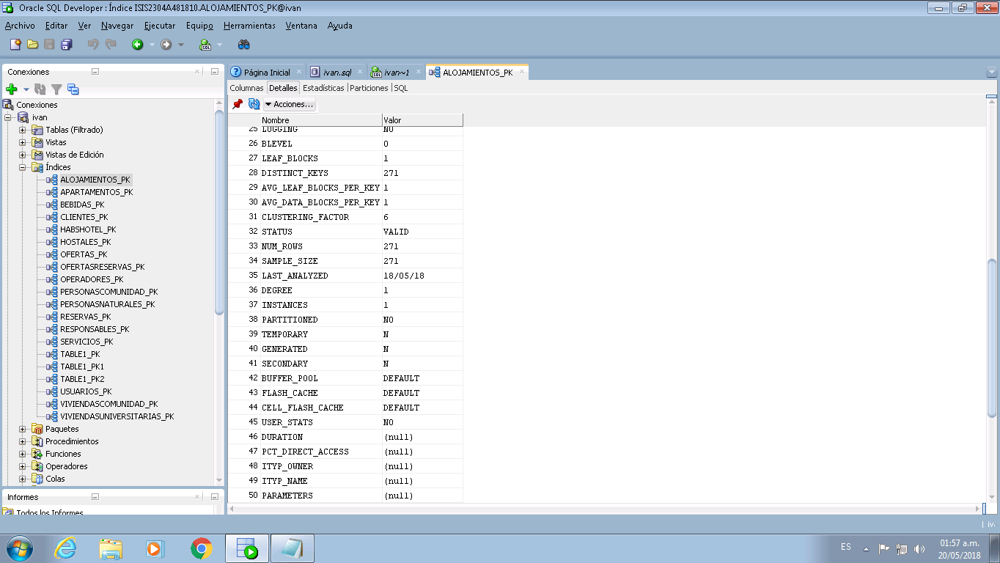 Oracle SQL Developer : Índice ISIS2304A481810.ALOJAMIENTOS_PK@ivan
Archivo Editar Ver Navegar Ejecutar Equipo Herramientas Ventana Ayuda
Conexiones
Conexiones
ivan
Tablas (Filtrado)
Vistas
Vistas de Edición
Índices
ALOJAMIENTOS_PK
APARTAMENTOS_PK
BEBIDAS_PK
CLIENTES_PK
HABSHOTEL_PK
HOSTALES_PK
OFERTAS_PK
OFERTASRESERVAS_PK
OPERADORES_PK
PERSONASCOMUNIDAD_PK
PERSONASNATURALES_PK
RESERVAS_PK
RESPONSABLES_PK
SERVICIOS_PK
TABLE1_PK
TABLE1_PK1
TABLE1_PK2
USUARIOS_PK
VIVIENDASCOMUNIDAD_PK
VIVIENDASUNIVERSITARIAS_PK
Paquetes
Procedimientos
Funciones
Operadores
Colas
Informes
Todos los Informes
Página Inicial ivan.sql ivan~1 ALOJAMIENTOS_PK
Columnas Detalles Estadísticas Particiones SQL
Acciones...
Nombre Valor
25 LOGGING NO
26 BLEVEL 0
27 LEAF_BLOCKS 1
28 DISTINCT_KEYS 271
29 AVG_LEAF_BLOCKS_PER_KEY 1
30 AVG_DATA_BLOCKS_PER_KEY 1
31 CLUSTERING_FACTOR 6
32 STATUS VALID
33 NUM_ROWS 271
34 SAMPLE_SIZE 271
35 LAST_ANALYZED 18/05/18
36 DEGREE 1
37 INSTANCES 1
38 PARTITIONED NO
39 TEMPORARY N
40 GENERATED N
41 SECONDARY N
42 BUFFER_POOL DEFAULT
43 FLASH_CACHE DEFAULT
44 CELL_FLASH_CACHE DEFAULT
45 USER_STATS NO
46 DURATION (null)
47 PCT_DIRECT_ACCESS (null)
48 ITYP_OWNER (null)
49 ITYP_NAME (null)
50 PARAMETERS (null)
ES
01:57 a.m.
20/05/2018